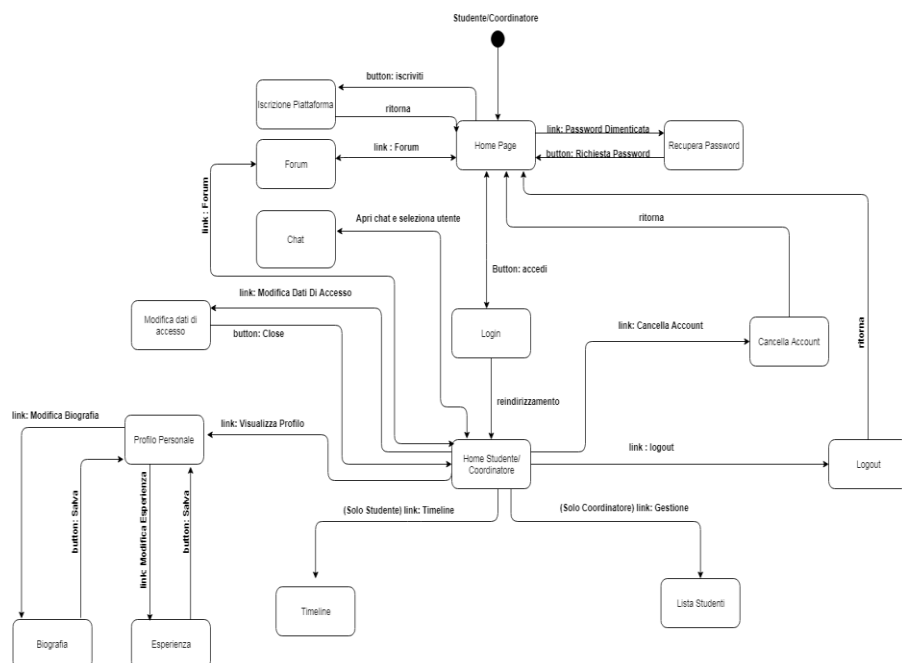 Studente/Coordinatore
button: iscriviti
Iscrizione Piattaforma
ritorna
Home Page
link: Password Dimenticata
button: Richiesta Password
Recupera Password
link : Forum
Forum
link : Forum
Apri chat e seleziona utente
Chat
ritorna
Button: accedi
link: Modifica Dati Di Accesso
Modifica dati di
accesso
button: Close
Login
link: Cancella Account
Cancella Account
ritorna
reindirizzamento
link: Modifica Biografia
Profilo Personale
link: Visualizza Profilo
Home Studente/
Coordinatore
link : logout
Logout
button: Salva
link: Modifica Esperienza
button: Salva
(Solo Studente) link: Timeline
(Solo Coordinatore) link: Gestione
Timeline
Lista Studenti
Biografia
Esperienza